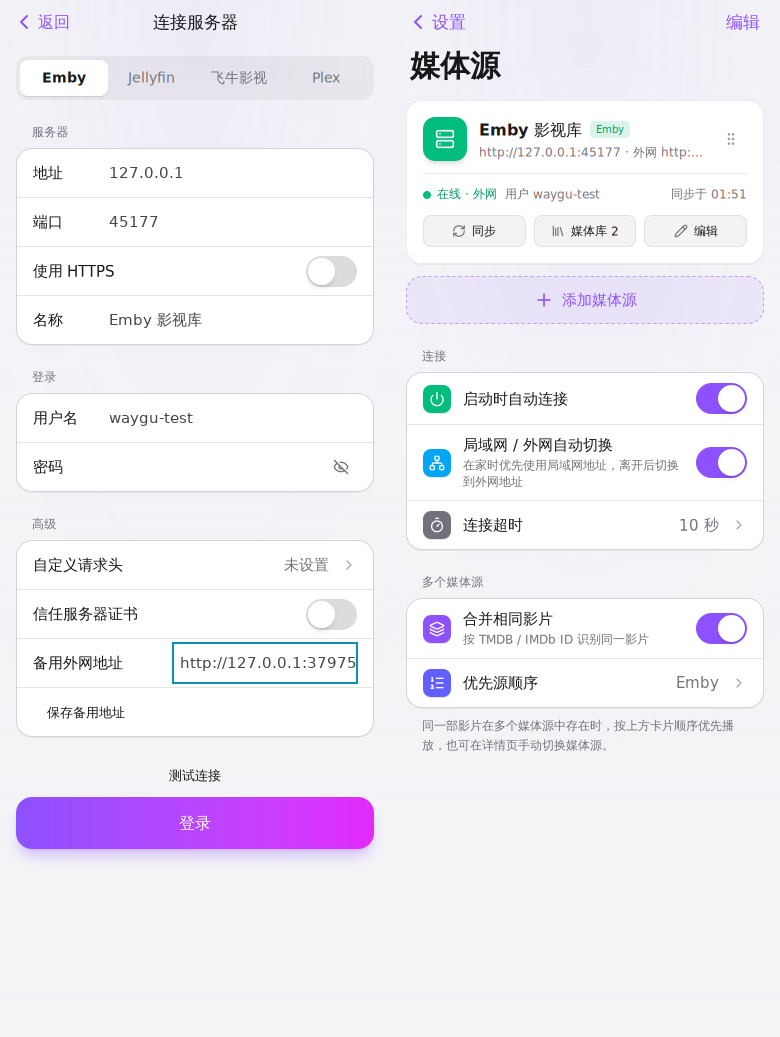 返回
连接服务器
Emby
Jellyfin
飞牛影视
Plex
服务器
地址 127.0.0.1
端口 45177
使用 HTTPS
名称 Emby 影视库
登录
用户名 waygu-test
密码
高级
自定义请求头 未设置
信任服务器证书
备用外网地址 http://127.0.0.1:37975
保存备用地址
测试连接
登录
设置
编辑
媒体源
Emby 影视库 Emby
http://127.0.0.1:45177 · 外网 http:...
在线 · 外网 用户 waygu-test 同步于 01:51
同步
媒体库 2
编辑
添加媒体源
连接
启动时自动连接
局域网 / 外网自动切换
在家时优先使用局域网地址，离开后切换
到外网地址
连接超时 10 秒
多个媒体源
合并相同影片
按 TMDB / IMDb ID 识别同一影片
优先源顺序 Emby
同一部影片在多个媒体源中存在时，按上方卡片顺序优先播
放，也可在详情页手动切换媒体源。